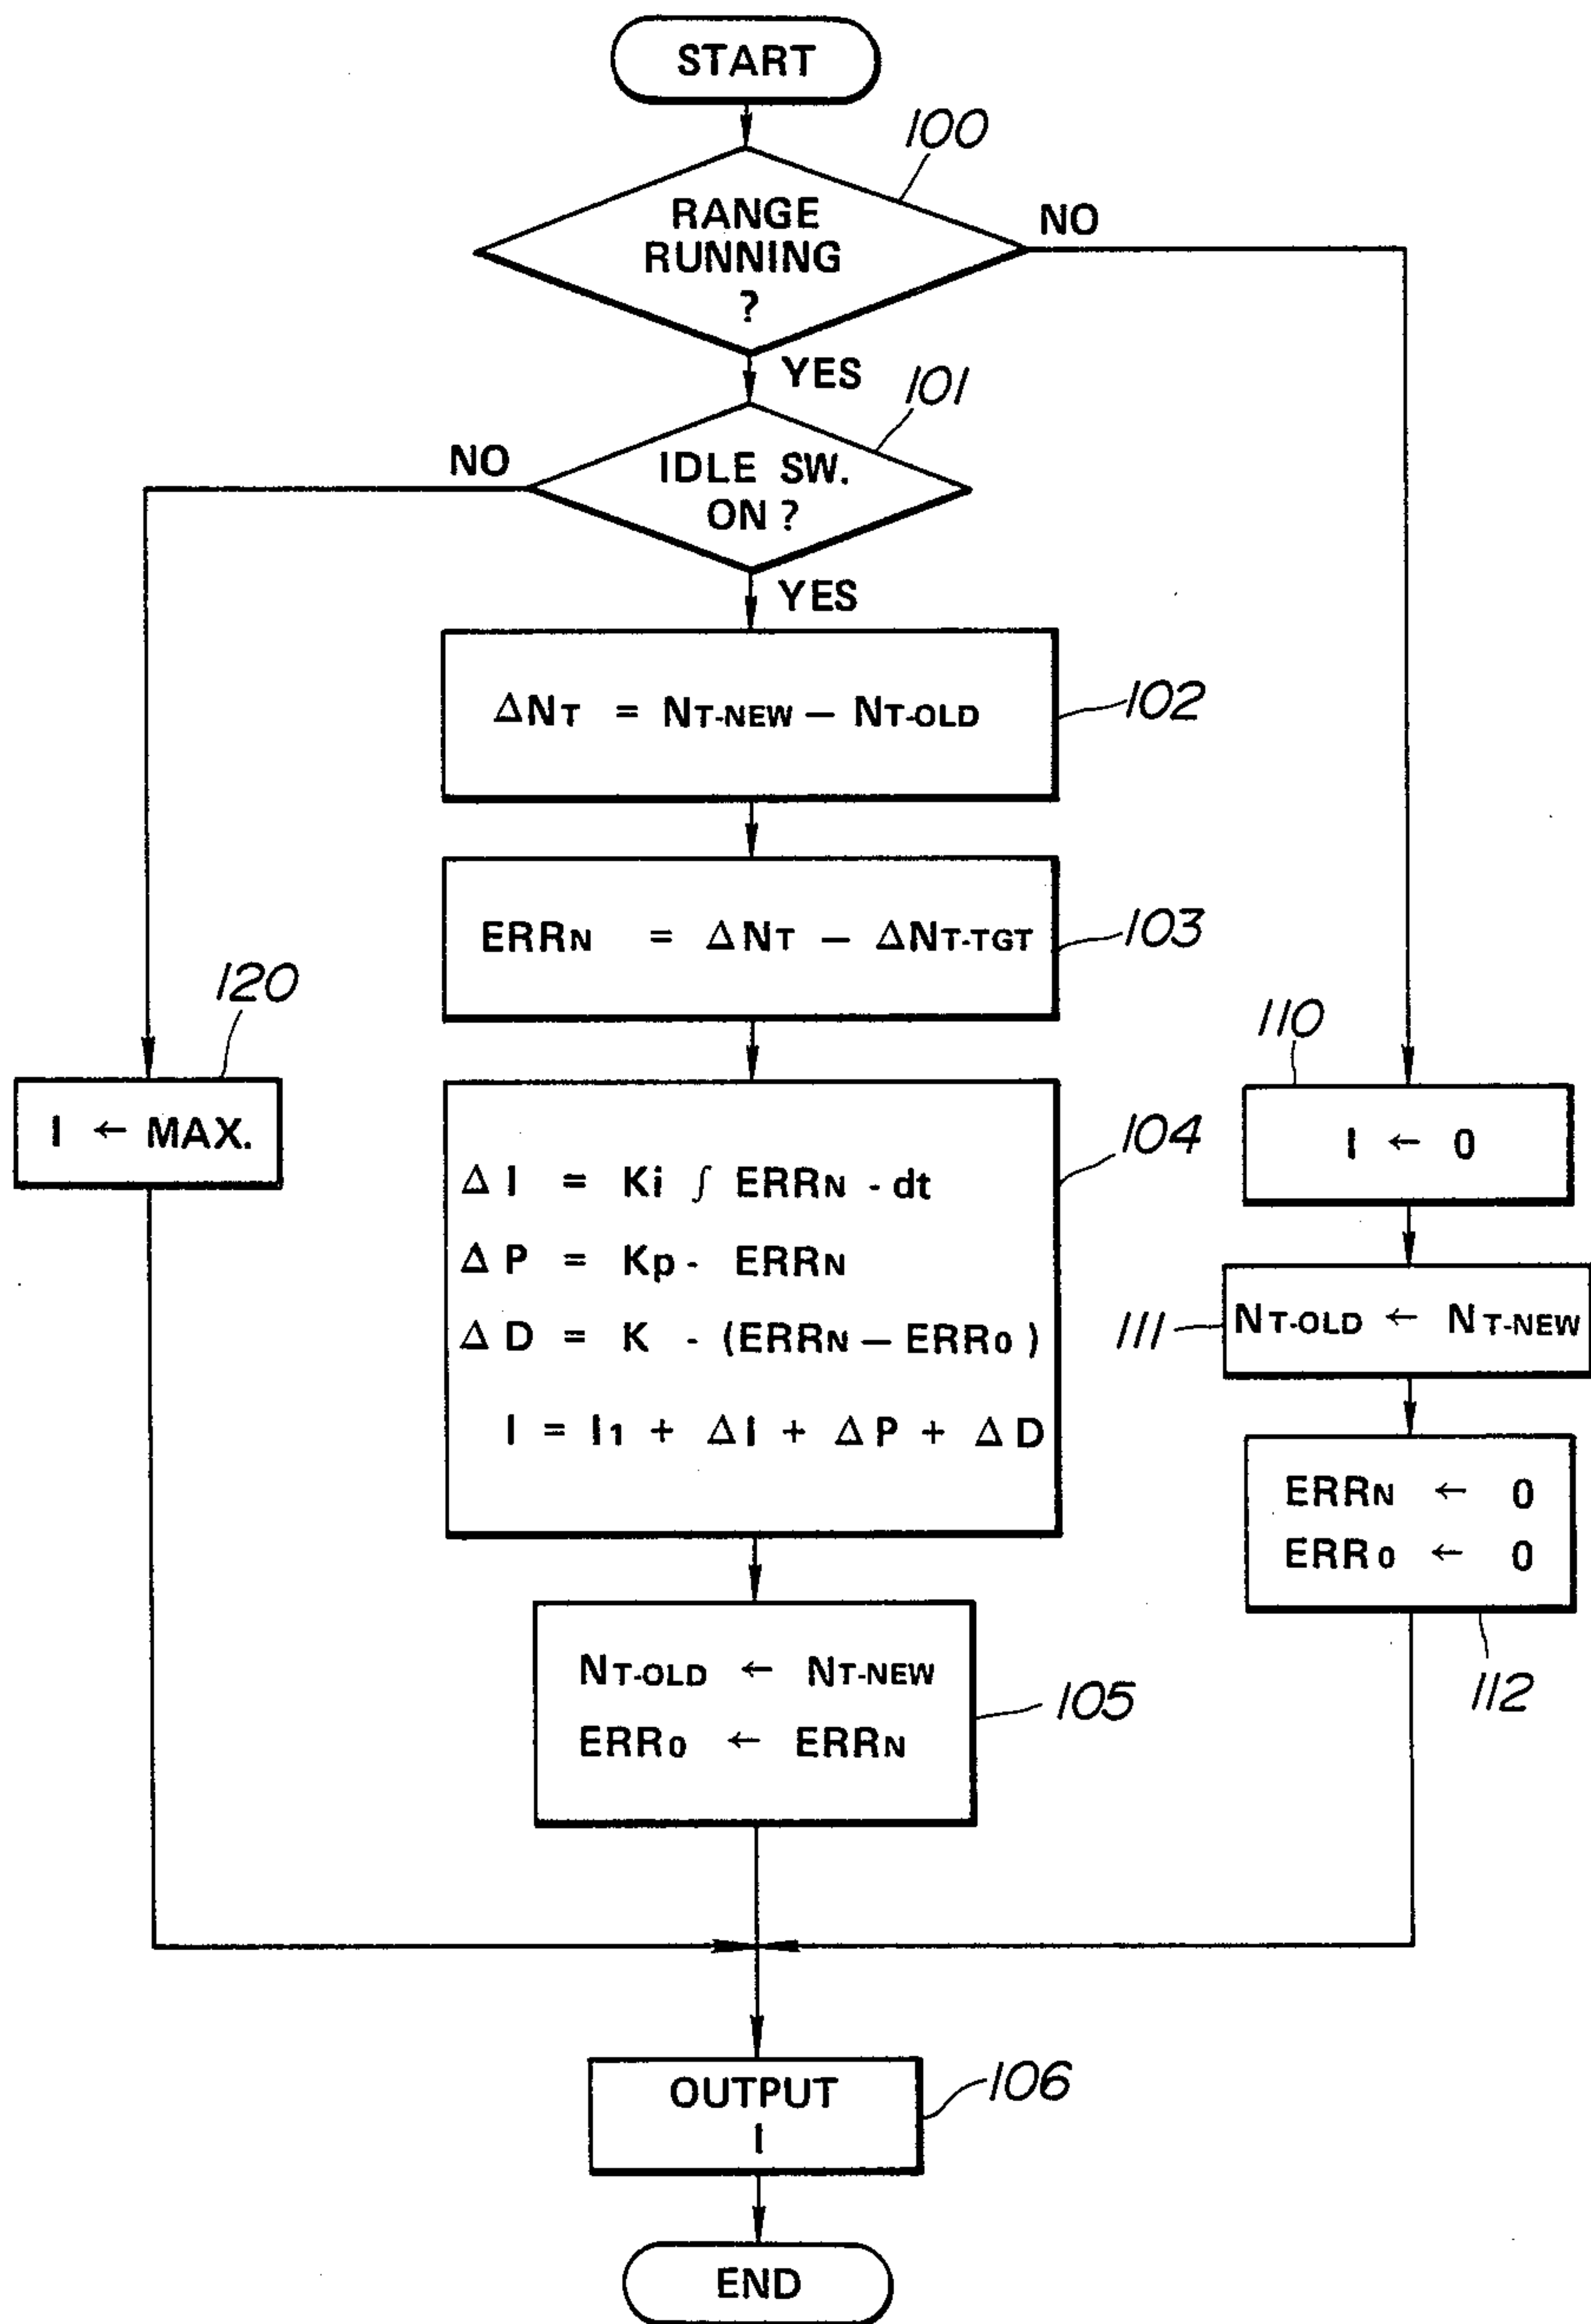 START
100
RANGE
RUNNING
?
NO
YES
101
NO
IDLE SW.
ON ?
YES
ΔNT = NT-NEW — NT-OLD
102
ERRN = ΔNT — ΔNT-TGT
103
120
I ← MAX.
ΔI = Ki ∫ ERRN - dt
ΔP = Kp - ERRN
ΔD = K - (ERRN — ERR0)
I = I1 + ΔI + ΔP + ΔD
104
110
I ← 0
111
NT-OLD ← NT-NEW
ERRN ← 0
ERR0 ← 0
112
NT-OLD ← NT-NEW
ERR0 ← ERRN
105
OUTPUT
I
106
END